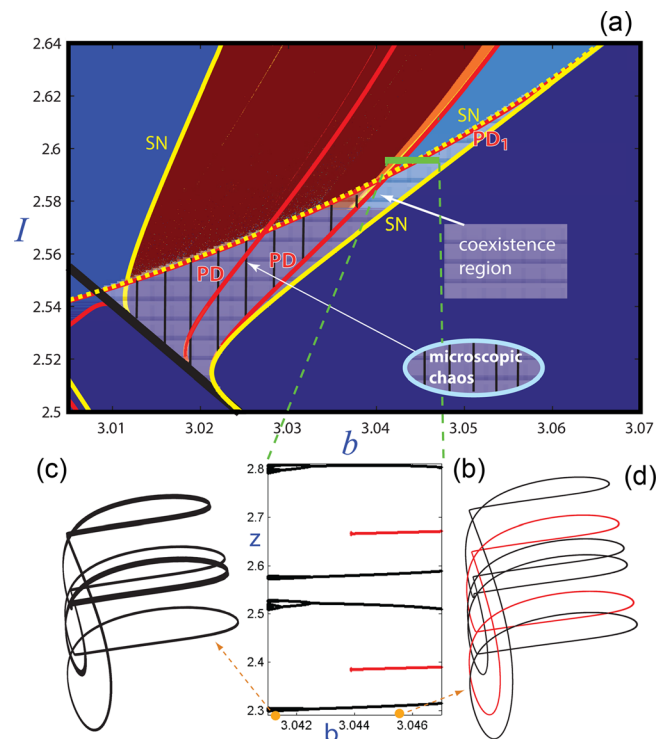 (a)
2.64
2.62
2.6
2.58
2.56
2.54
2.52
2.5
I
SN
SN
PD1
SN
PD
PD
coexistence
region
microscopic
chaos
3.01
3.02
3.03
3.04
3.05
3.06
3.07
b
(c)
(b)
(d)
2.8
2.7
z
2.6
2.5
2.4
2.3
3.042
3.044
3.046
b